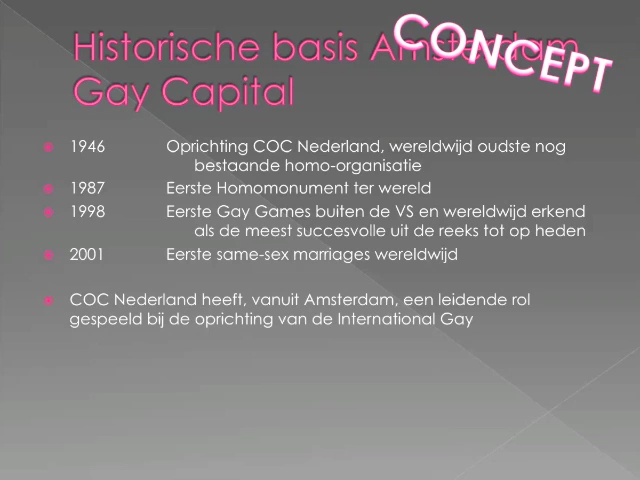 Historische basis Amsterdam
Gay Capital
CONCEPT
1946 Oprichting COC Nederland, wereldwijd oudste nog
bestaande homo-organisatie
1987 Eerste Homomonument ter wereld
1998 Eerste Gay Games buiten de VS en wereldwijd erkend
als de meest succesvolle uit de reeks tot op heden
2001 Eerste same-sex marriages wereldwijd
COC Nederland heeft, vanuit Amsterdam, een leidende rol
gespeeld bij de oprichting van de International Gay